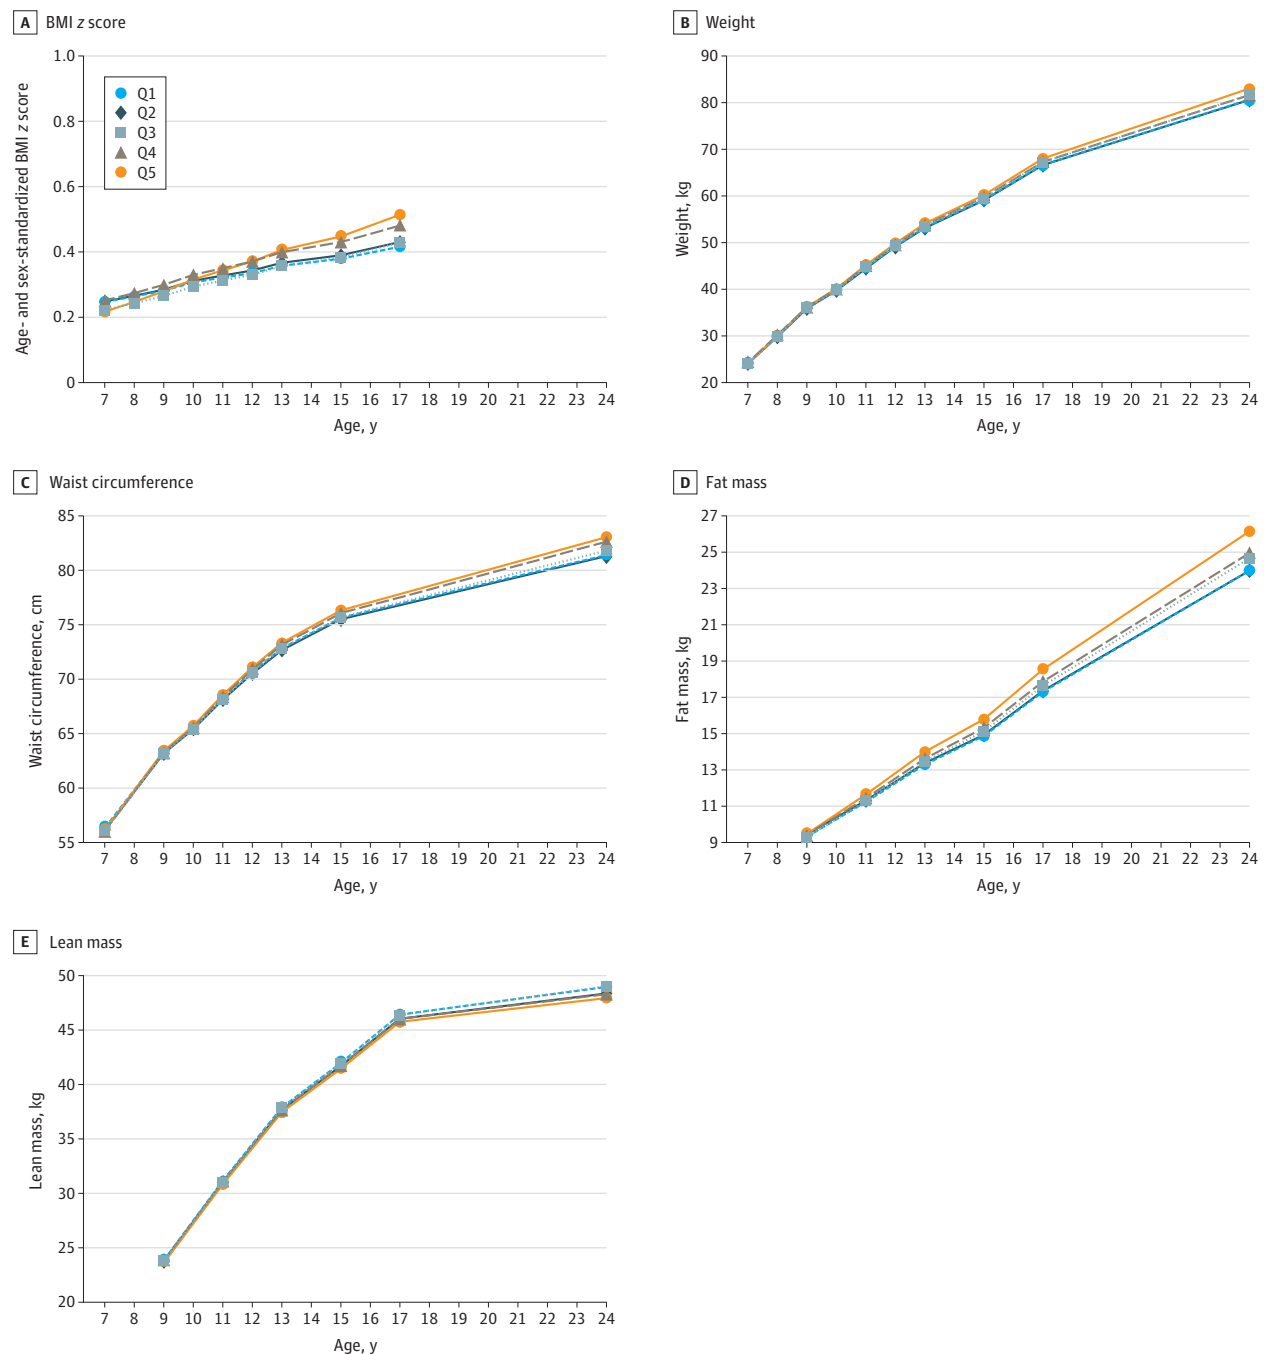 A BMI z score
Age- and sex-standardized BMI z score
1.0
0.8
0.6
0.4
0.2
0
Q1
Q2
Q3
Q4
Q5
7 8 9 10 11 12 13 14 15 16 17 18 19 20 21 22 23 24
Age, y
B Weight
Weight, kg
90
80
70
60
50
40
30
20
7 8 9 10 11 12 13 14 15 16 17 18 19 20 21 22 23 24
Age, y
C Waist circumference
Waist circumference, cm
85
80
75
70
65
60
55
7 8 9 10 11 12 13 14 15 16 17 18 19 20 21 22 23 24
Age, y
D Fat mass
Fat mass, kg
27
25
23
21
19
17
15
13
11
9
7 8 9 10 11 12 13 14 15 16 17 18 19 20 21 22 23 24
Age, y
E Lean mass
Lean mass, kg
50
45
40
35
30
25
20
7 8 9 10 11 12 13 14 15 16 17 18 19 20 21 22 23 24
Age, y